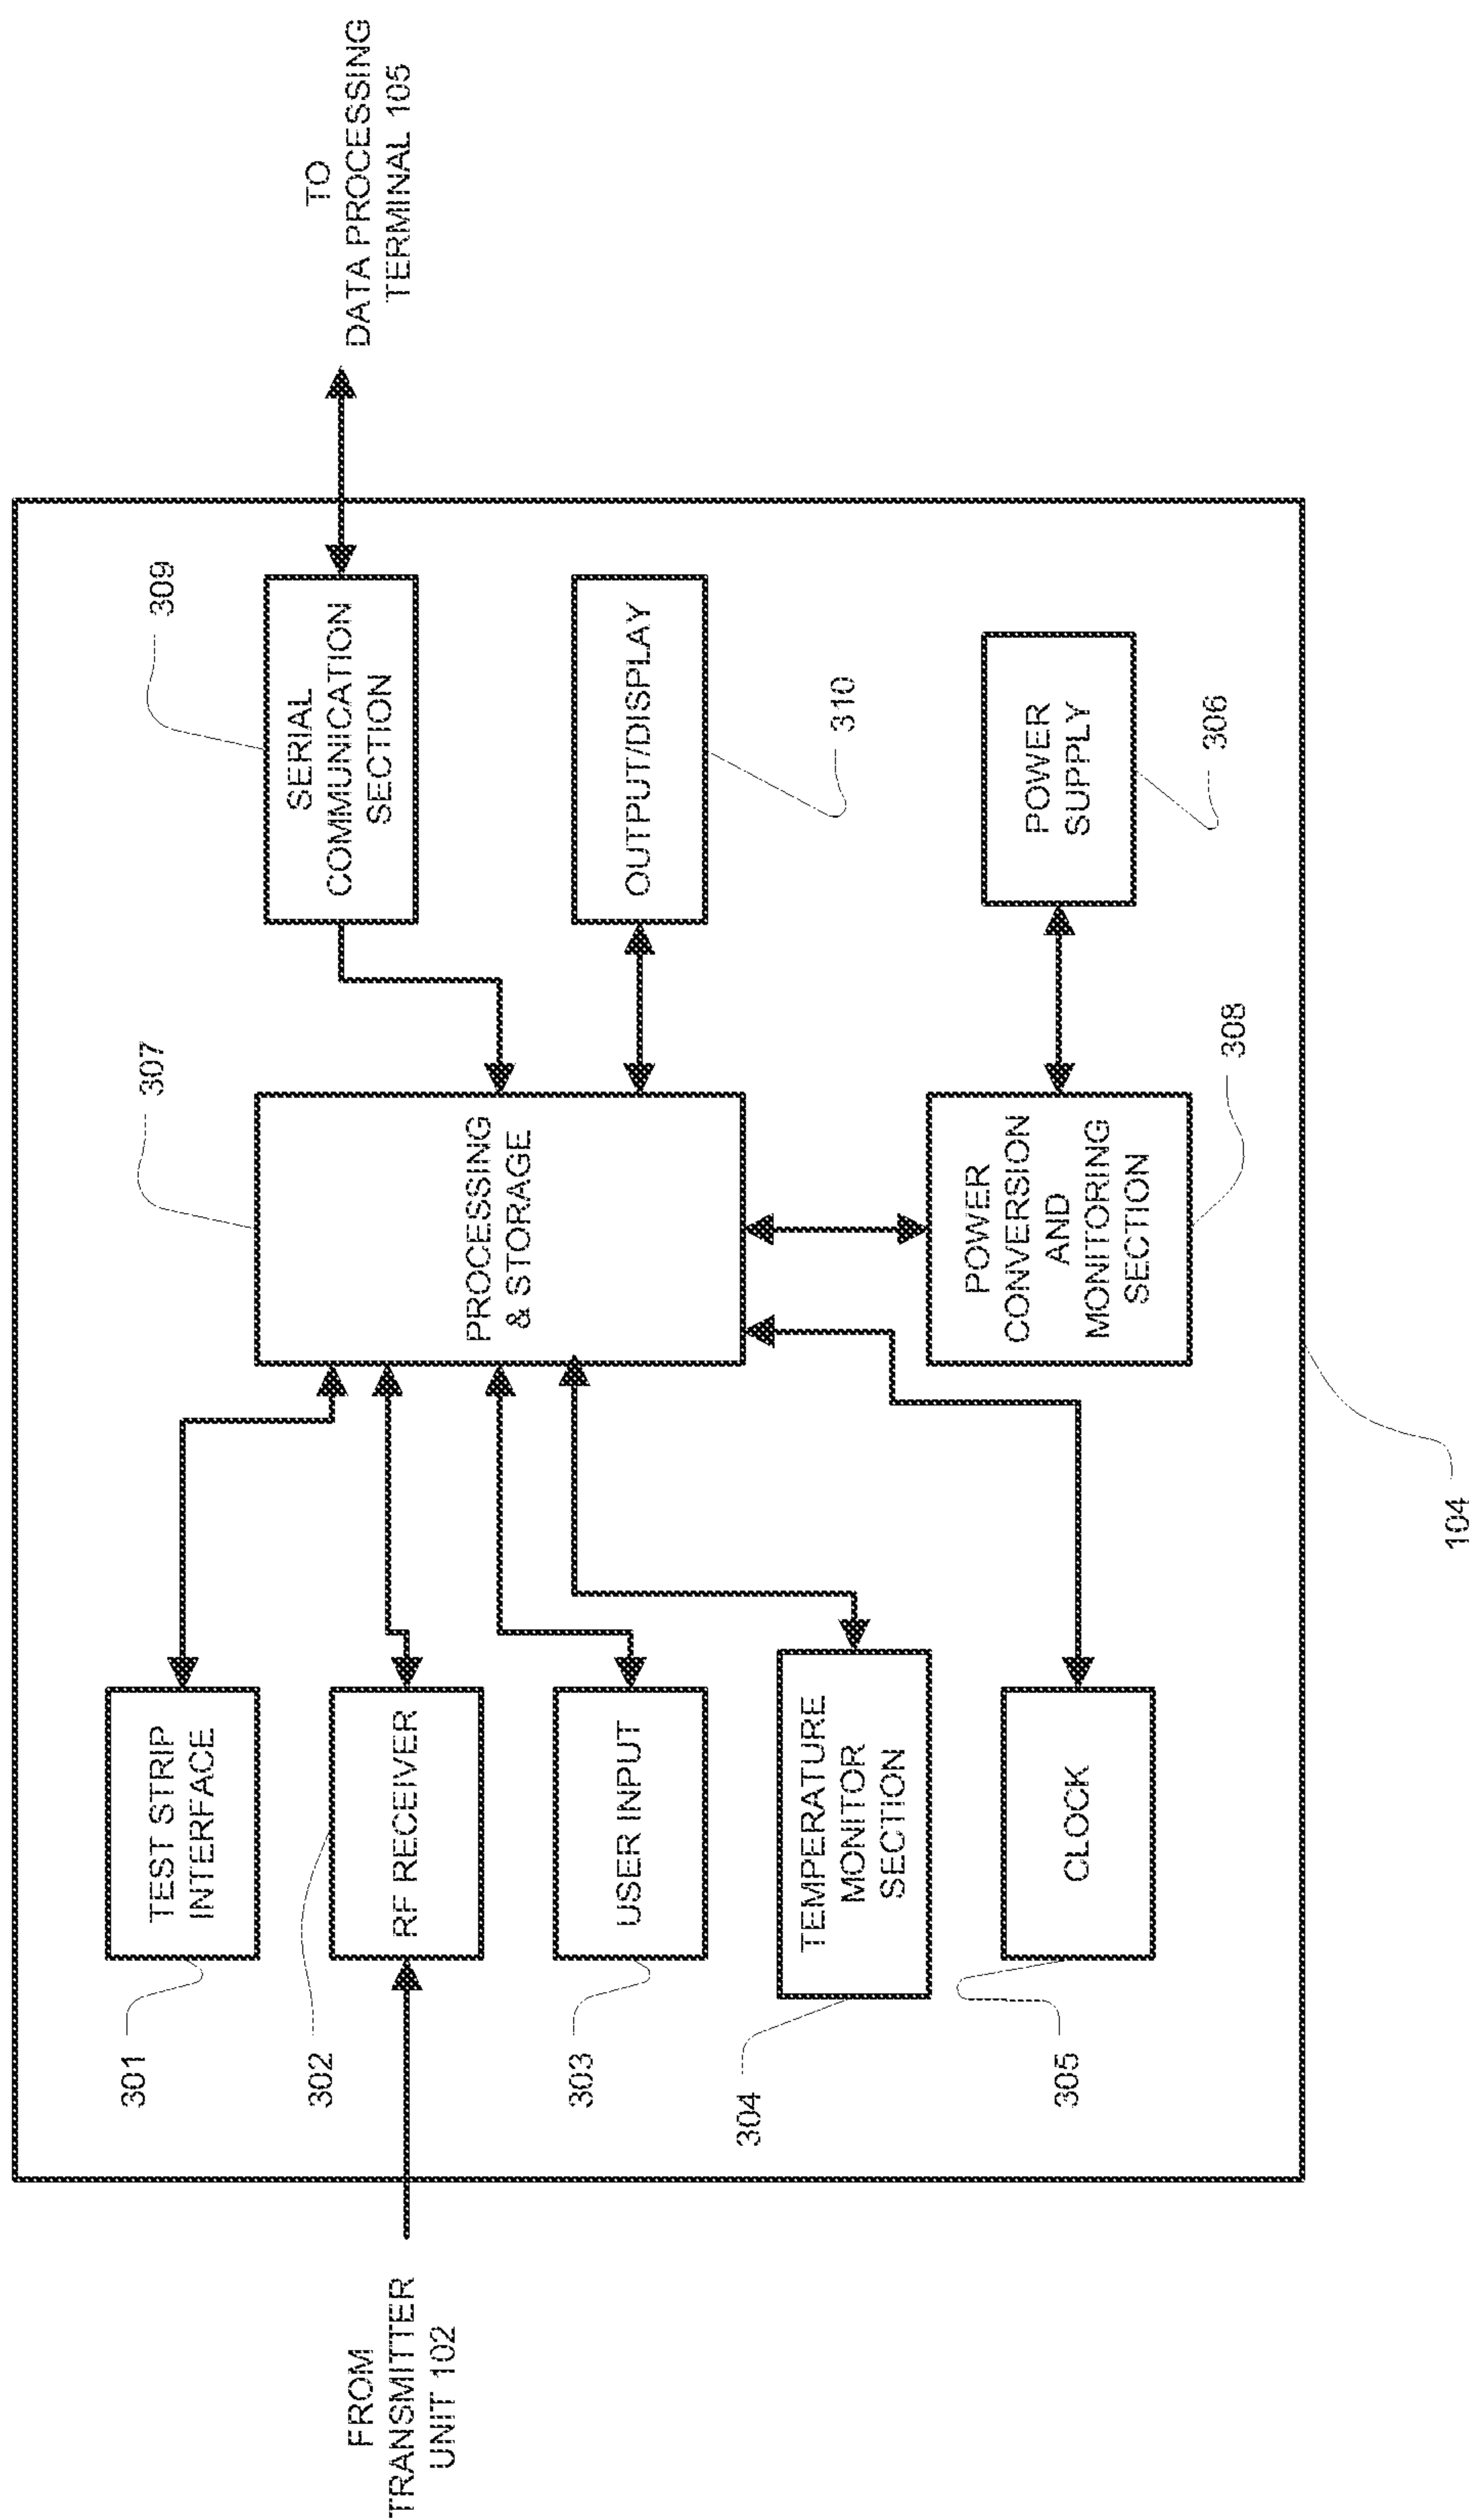 TEST STRIP
INTERFACE
301
FROM
TRANSMITTER
UNIT 102
RF RECEIVER
302
USER INPUT
303
TEMPERATURE
MONITOR
SECTION
304
CLOCK
305
307
PROCESSING
& STORAGE
POWER
CONVERSION
AND
MONITORING
SECTION
308
309
SERIAL
COMMUNICATION
SECTION
OUTPUT/DISPLAY
310
POWER
SUPPLY
306
TO
DATA PROCESSING
TERMINAL 105
104